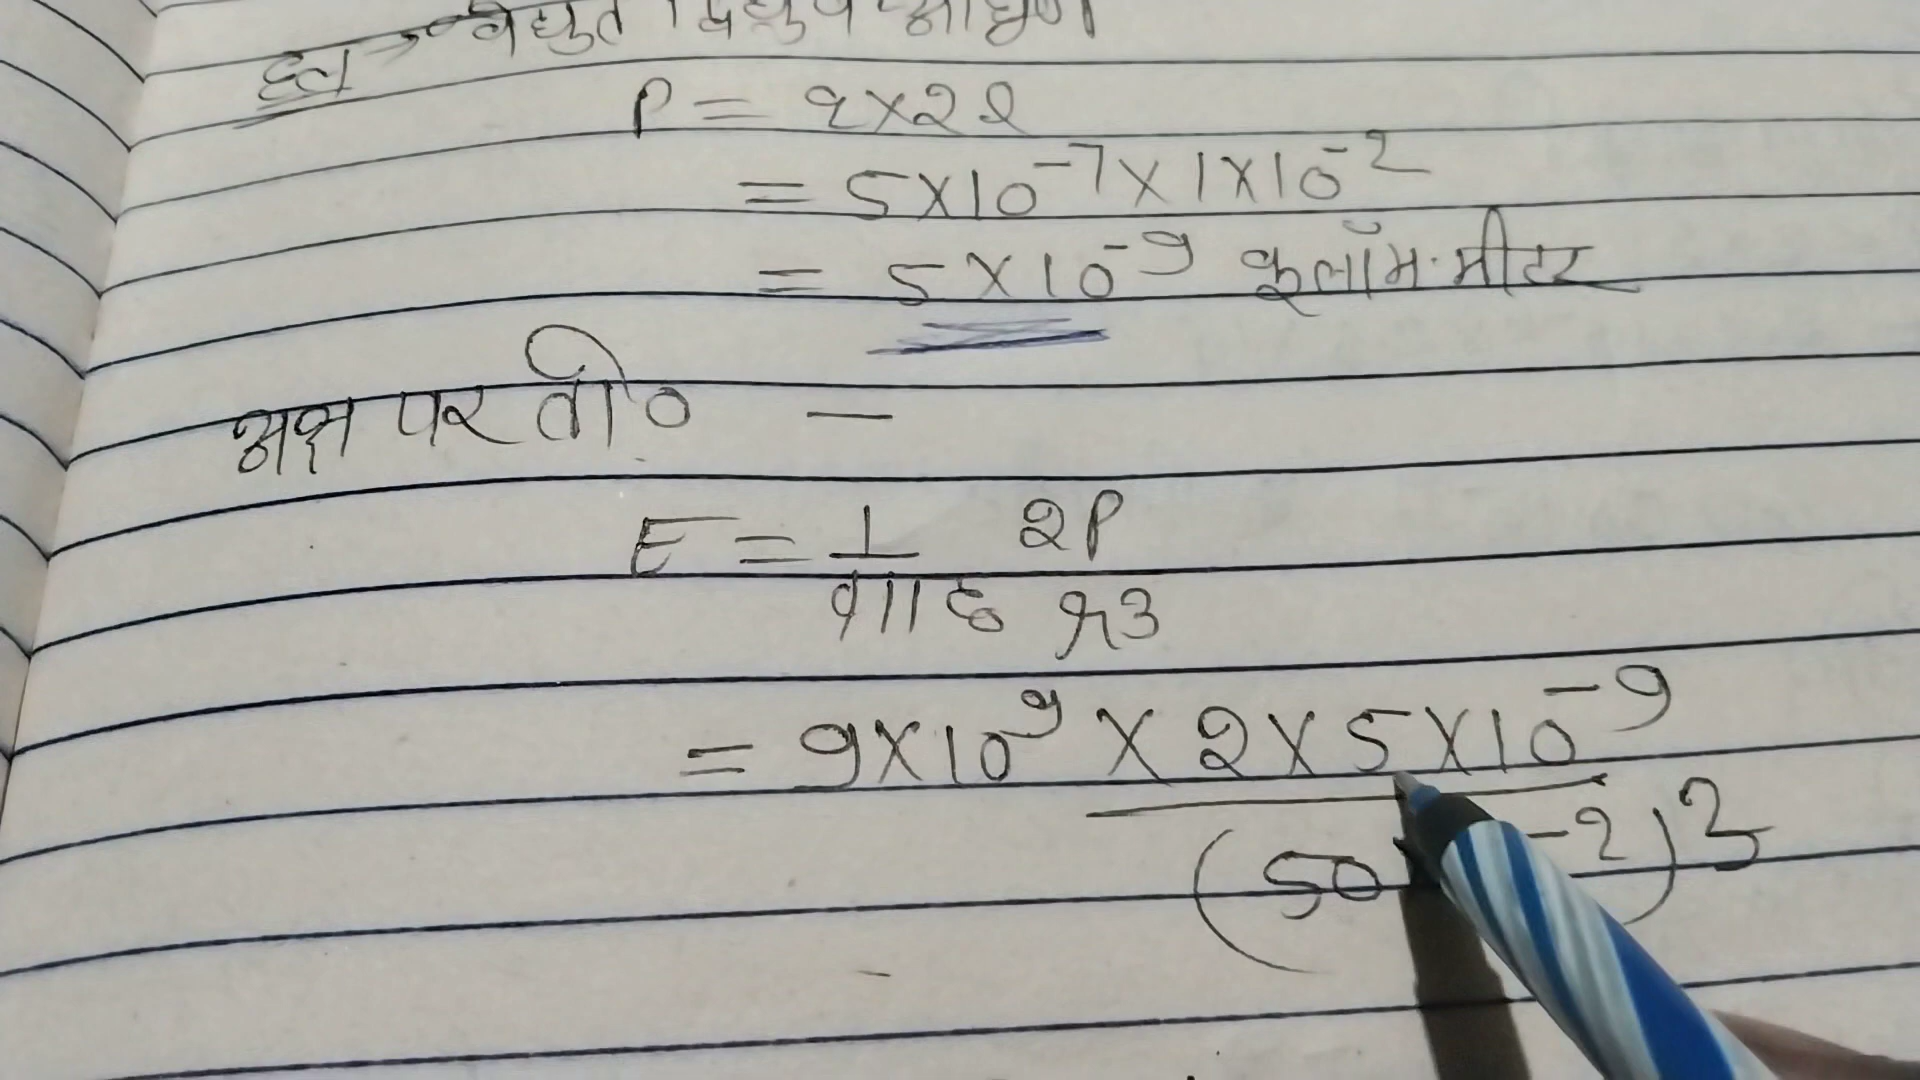 हल → वैद्युत द्विध्रुव आघूर्ण
P = q×2l
= 5×10⁻⁷×1×10⁻²
= 5×10⁻⁹ कूलॉम·मीटर
अक्ष पर ती० —
E = 1 2P
4πε₀ r3
= 9×10⁹ × 2×5×10⁻⁹
(50 ⁻²)3